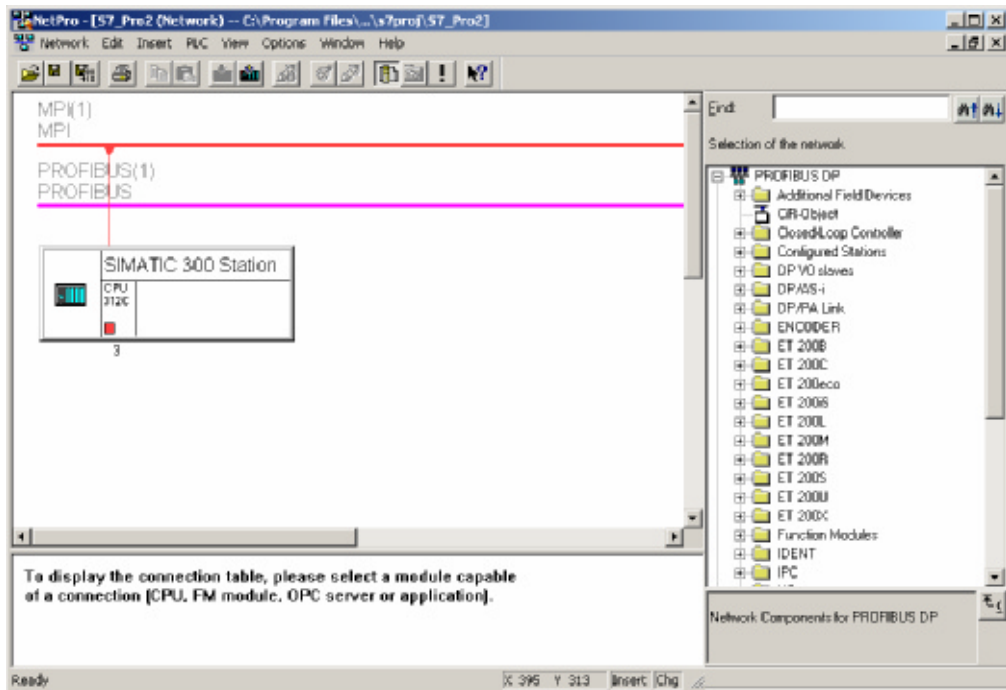 NetPro - [S7_Pro2 (Network) -- C:\Program Files\...\s7proj\S7_Pro2]
Network Edit Insert PLC View Options Window Help
MPI(1)
MPI
PROFIBUS(1)
PROFIBUS
SIMATIC 300 Station
CPU
312C
3
Find:
Selection of the network
PROFIBUS DP
Additional Field Devices
CiR-Object
Closed-Loop Controller
Configured Stations
DP V0 slaves
DP/AS-i
DP/PA Link
ENCODER
ET 200B
ET 200C
ET 200eco
ET 200iS
ET 200L
ET 200M
ET 200R
ET 200S
ET 200U
ET 200X
Function Modules
IDENT
IPC
To display the connection table, please select a module capable
of a connection (CPU, FM module, OPC server or application).
Network Components for PROFIBUS DP
Ready
X 395 Y 313 Insert Chg